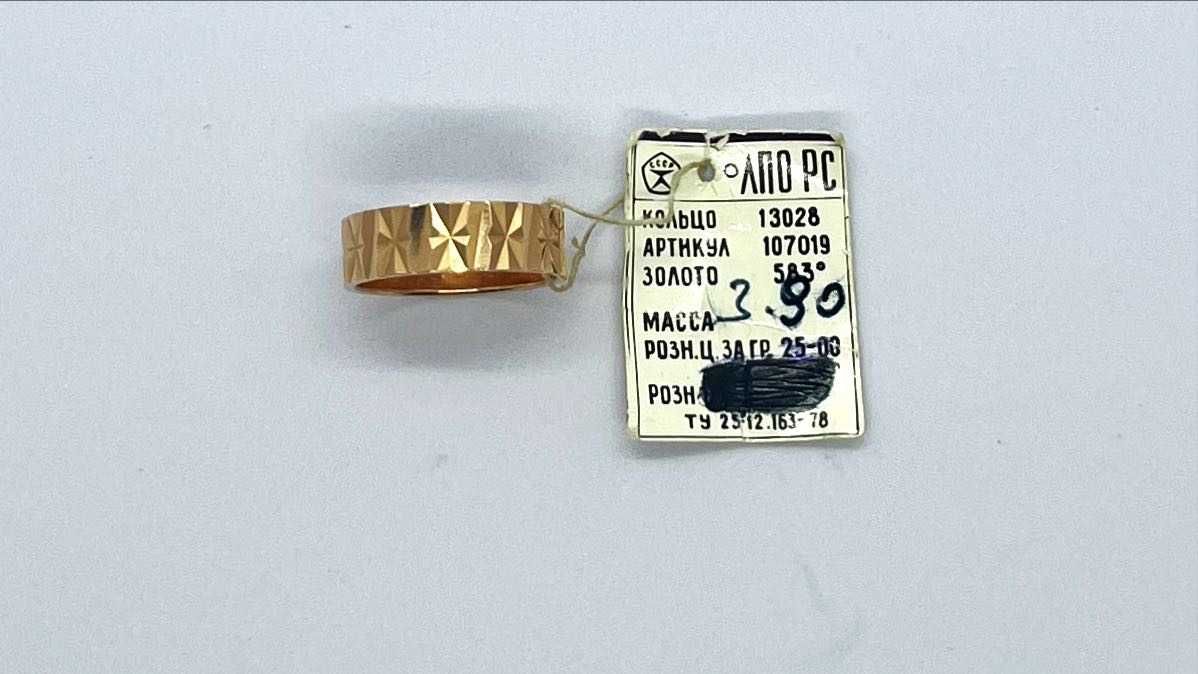 СССР
ЛПО РС
КОЛЬЦО 13028
АРТИКУЛ 107019
ЗОЛОТО 583°
МАССА 3.90
РОЗН.Ц. ЗА ГР. 25-00
РОЗН
ТУ 25.12.163-78